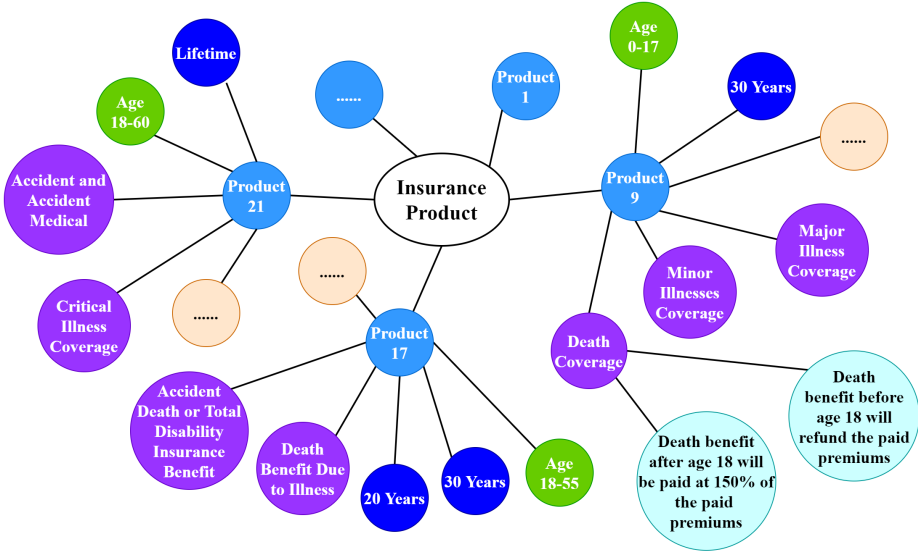 Lifetime
Age
18-60
Accident and
Accident
Medical
Product
21
Critical
Illness
Coverage
......
......
Product
1
Insurance
Product
Age
0-17
30 Years
......
Product
9
Major
Illness
Coverage
Minor
Illnesses
Coverage
Death
Coverage
Death
benefit before
age 18 will
refund the paid
premiums
Death benefit
after age 18 will
be paid at 150% of
the paid
premiums
......
Product
17
Accident
Death or Total
Disability
Insurance
Benefit
Death
Benefit Due
to Illness
20 Years
30 Years
Age
18-55